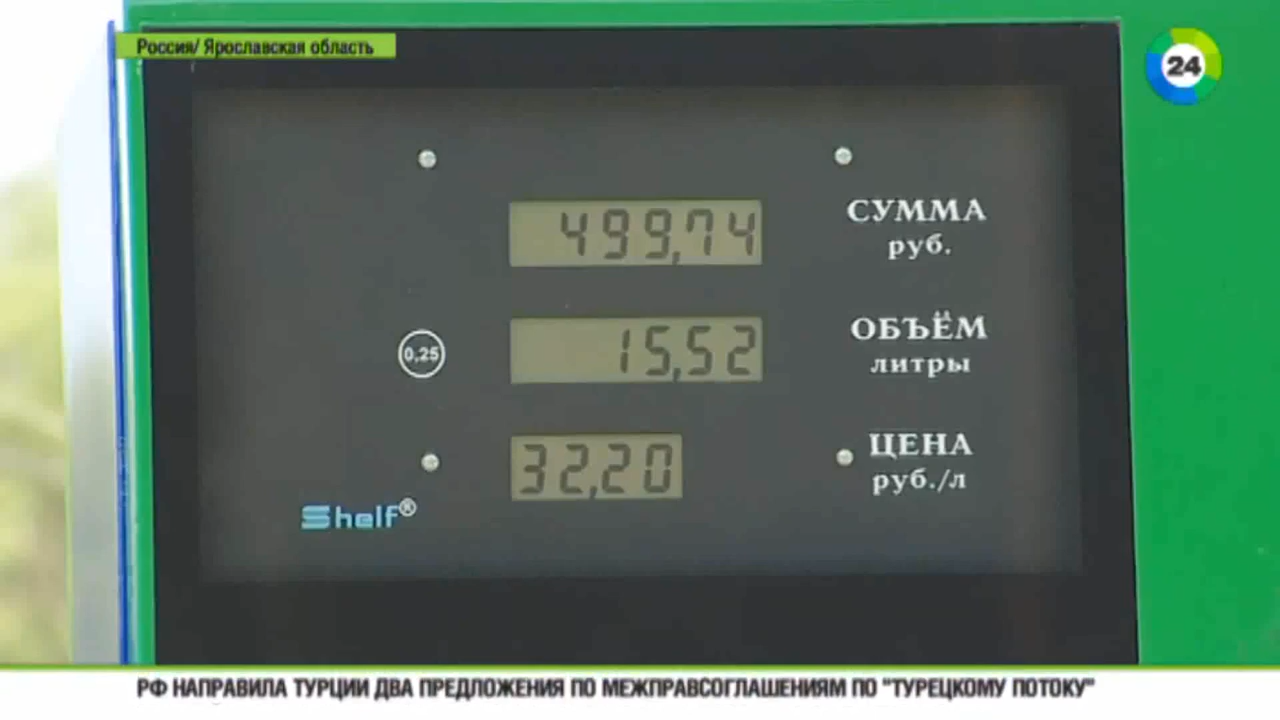 Россия/ Ярославская область
24
499,74
СУММА
руб.
15,52
ОБЪЁМ
литры
0,25
32,20
ЦЕНА
руб./л
Shelf®
РФ НАПРАВИЛА ТУРЦИИ ДВА ПРЕДЛОЖЕНИЯ ПО МЕЖПРАВСОГЛАШЕНИЯМ ПО "ТУРЕЦКОМУ ПОТОКУ"